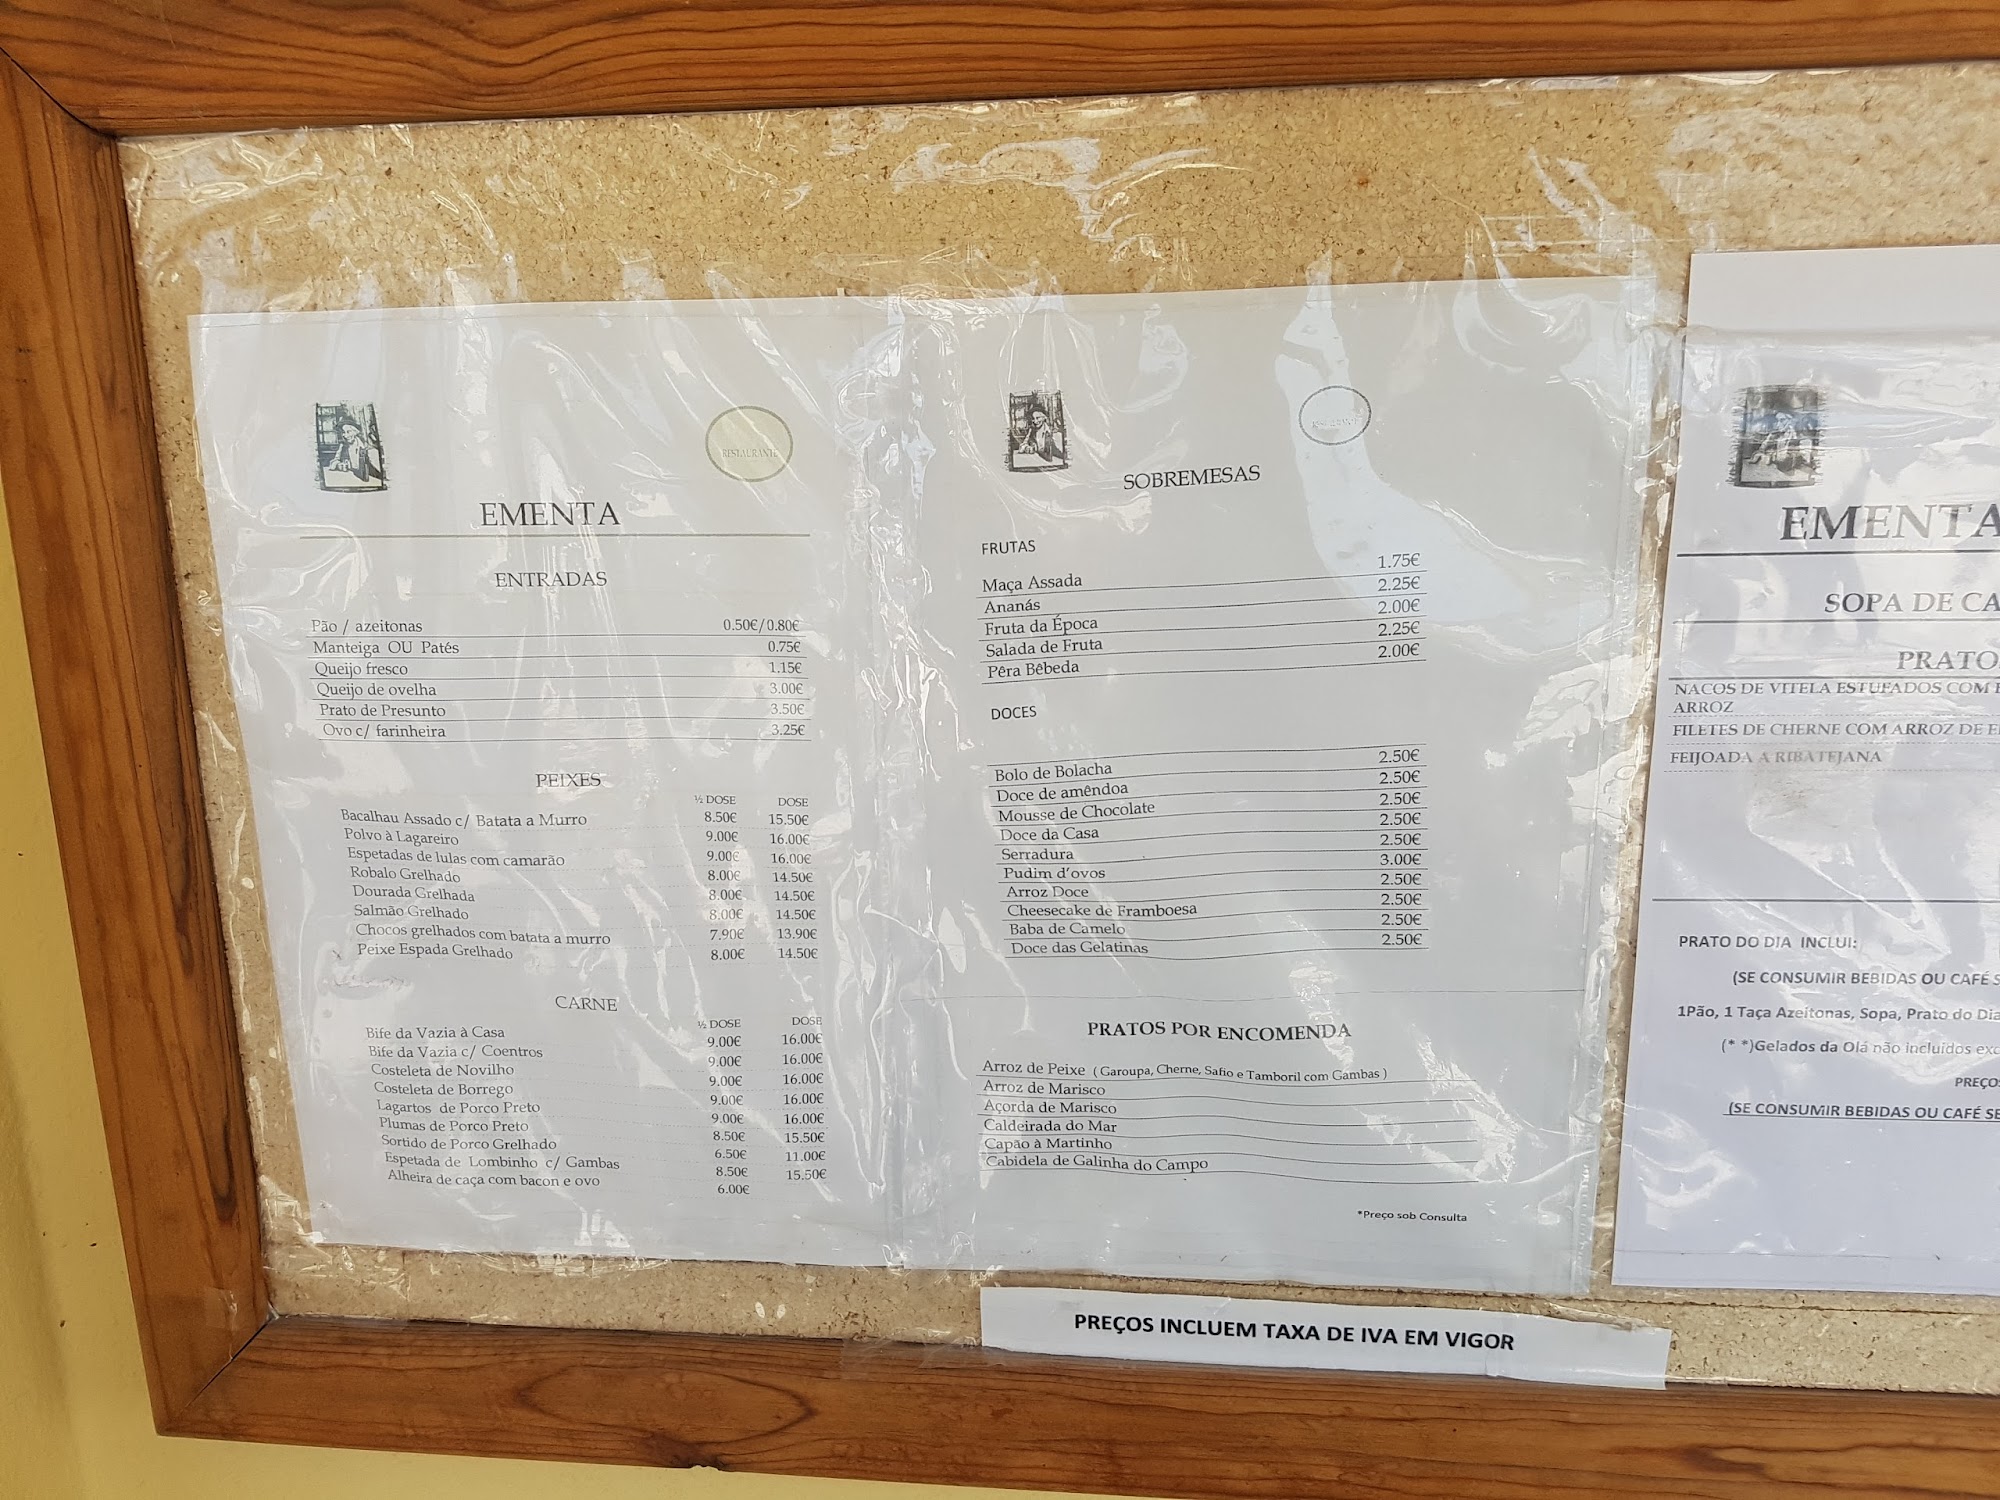 RESTAURANTE
EMENTA
ENTRADAS
Pão / azeitonas 0.50€/0.80€
Manteiga OU Patés 0.75€
Queijo fresco 1.15€
Queijo de ovelha 3.00€
Prato de Presunto 3.50€
Ovo c/ farinheira 3.25€
PEIXES
½ DOSE DOSE
Bacalhau Assado c/ Batata a Murro 8.50€ 15.50€
Polvo à Lagareiro 9.00€ 16.00€
Espetadas de lulas com camarão 9.00€ 16.00€
Robalo Grelhado 8.00€ 14.50€
Dourada Grelhada 8.00€ 14.50€
Salmão Grelhado 8.00€ 14.50€
Chocos grelhados com batata a murro 7.90€ 13.90€
Peixe Espada Grelhado 8.00€ 14.50€
CARNE
½ DOSE DOSE
Bife da Vazia à Casa 9.00€ 16.00€
Bife da Vazia c/ Coentros 9.00€ 16.00€
Costeleta de Novilho 9.00€ 16.00€
Costeleta de Borrego 9.00€ 16.00€
Lagartos de Porco Preto 9.00€ 16.00€
Plumas de Porco Preto 8.50€ 15.50€
Sortido de Porco Grelhado 6.50€ 11.00€
Espetada de Lombinho c/ Gambas 8.50€ 15.50€
Alheira de caça com bacon e ovo 6.00€
SOBREMESAS
FRUTAS
Maça Assada 1.75€
Ananás 2.25€
Fruta da Época 2.00€
Salada de Fruta 2.25€
Pêra Bêbeda 2.00€
DOCES
Bolo de Bolacha 2.50€
Doce de amêndoa 2.50€
Mousse de Chocolate 2.50€
Doce da Casa 2.50€
Serradura 2.50€
Pudim d'ovos 3.00€
Arroz Doce 2.50€
Cheesecake de Framboesa 2.50€
Baba de Camelo 2.50€
Doce das Gelatinas 2.50€
PRATOS POR ENCOMENDA
Arroz de Peixe ( Garoupa, Cherne, Safio e Tamboril com Gambas )
Arroz de Marisco
Açorda de Marisco
Caldeirada do Mar
Capão à Martinho
Cabidela de Galinha do Campo
*Preço sob Consulta
PREÇOS INCLUEM TAXA DE IVA EM VIGOR
EMENTA
SOPA DE CA
PRATO
NACOS DE VITELA ESTUFADOS COM
ARROZ
FILETES DE CHERNE COM ARROZ DE
FEIJOADA A RIBATEJANA
PRATO DO DIA INCLUI:
(SE CONSUMIR BEBIDAS OU CAFÉ S
1Pão, 1 Taça Azeitonas, Sopa, Prato do Dia
(* *)Gelados da Olá não incluidos exc
PREÇO
(SE CONSUMIR BEBIDAS OU CAFÉ SE